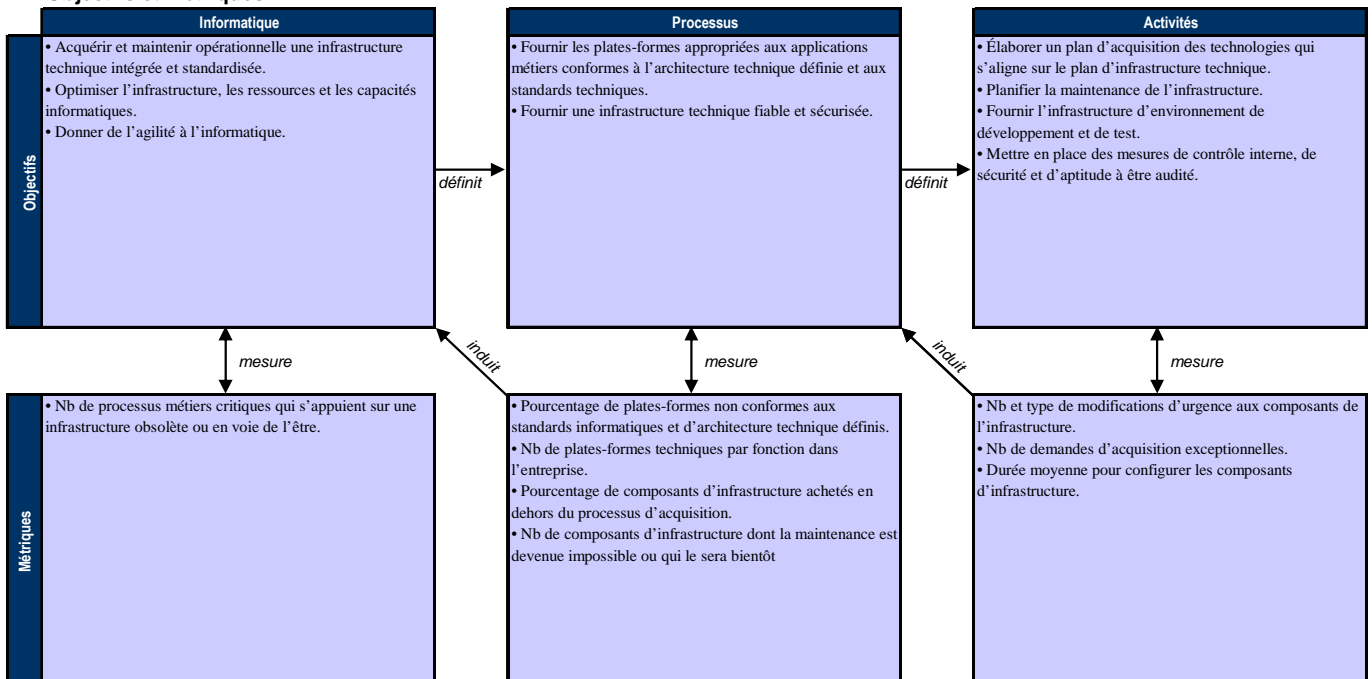 Informatique
Processus
Activités
Objectifs
• Acquérir et maintenir opérationnelle une infrastructure
technique intégrée et standardisée.
• Optimiser l’infrastructure, les ressources et les capacités
informatiques.
• Donner de l’agilité à l’informatique.
définit
• Fournir les plates-formes appropriées aux applications
métiers conformes à l’architecture technique définie et aux
standards techniques.
• Fournir une infrastructure technique fiable et sécurisée.
définit
• Élaborer un plan d’acquisition des technologies qui
s’aligne sur le plan d’infrastructure technique.
• Planifier la maintenance de l’infrastructure.
• Fournir l’infrastructure d’environnement de
développement et de test.
• Mettre en place des mesures de contrôle interne, de
sécurité et d’aptitude à être audité.
mesure
induit
mesure
induit
mesure
Métriques
• Nb de processus métiers critiques qui s’appuient sur une
infrastructure obsolète ou en voie de l’être.
• Pourcentage de plates-formes non conformes aux
standards informatiques et d’architecture technique définis.
• Nb de plates-formes techniques par fonction dans
l’entreprise.
• Pourcentage de composants d’infrastructure achetés en
dehors du processus d’acquisition.
• Nb de composants d’infrastructure dont la maintenance est
devenue impossible ou qui le sera bientôt
• Nb et type de modifications d’urgence aux composants de
l’infrastructure.
• Nb de demandes d’acquisition exceptionnelles.
• Durée moyenne pour configurer les composants
d’infrastructure.